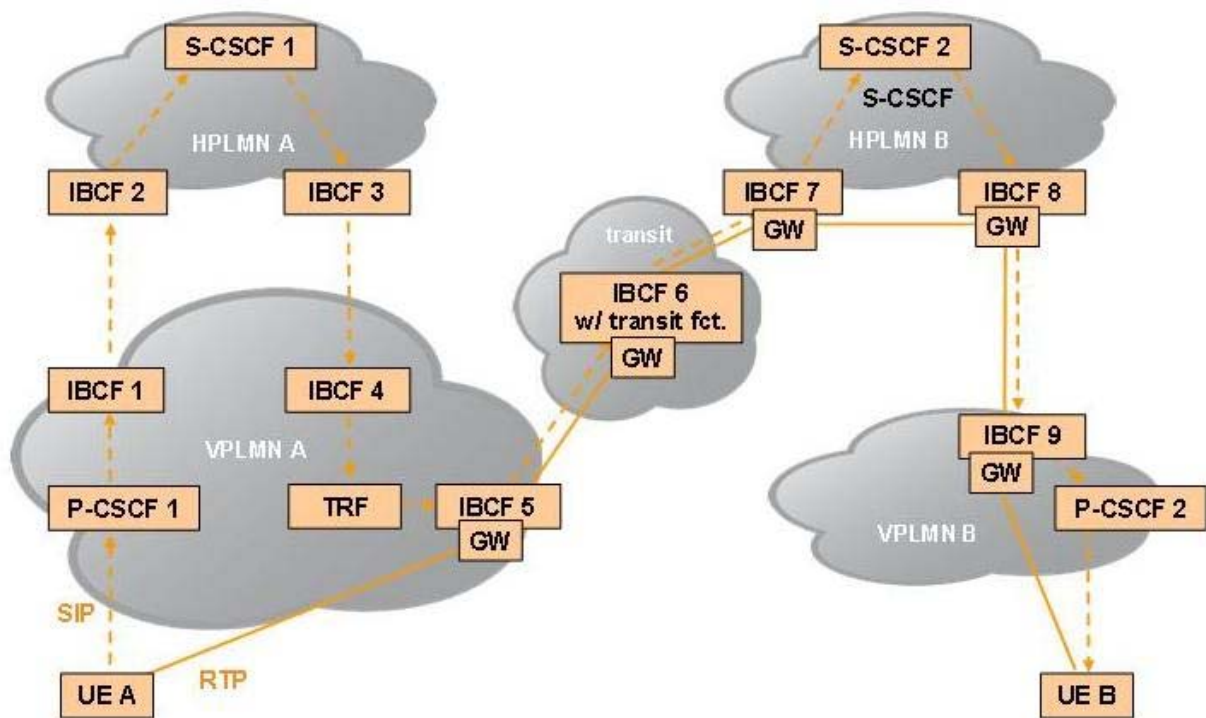 S-CSCF 1
S-CSCF 2
S-CSCF
HPLMN A
HPLMN B
IBCF 2
IBCF 3
IBCF 7
IBCF 8
GW
GW
transit
IBCF 6
w/ transit fct.
GW
IBCF 1
IBCF 4
IBCF 9
GW
VPLMN A
P-CSCF 1
TRF
IBCF 5
GW
P-CSCF 2
VPLMN B
SIP
RTP
UE A
UE B